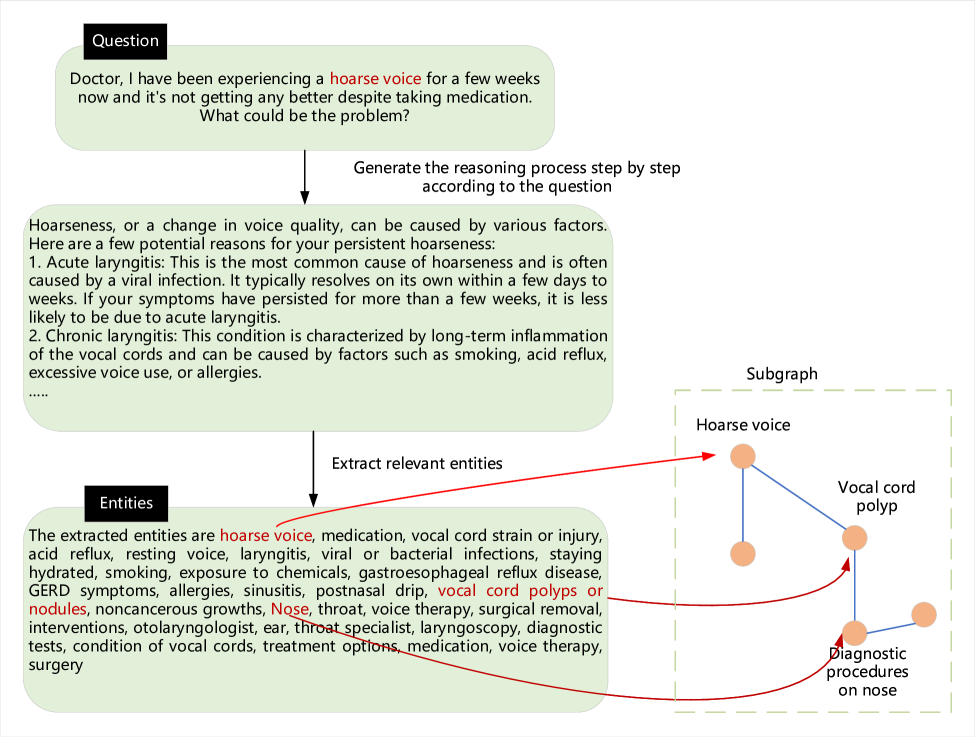 Question
Doctor, I have been experiencing a hoarse voice for a few weeks
now and it's not getting any better despite taking medication.
What could be the problem?
Generate the reasoning process step by step
according to the question
Hoarseness, or a change in voice quality, can be caused by various factors.
Here are a few potential reasons for your persistent hoarseness:
1. Acute laryngitis: This is the most common cause of hoarseness and is often
caused by a viral infection. It typically resolves on its own within a few days to
weeks. If your symptoms have persisted for more than a few weeks, it is less
likely to be due to acute laryngitis.
2. Chronic laryngitis: This condition is characterized by long-term inflammation
of the vocal cords and can be caused by factors such as smoking, acid reflux,
excessive voice use, or allergies.
.....
Extract relevant entities
Entities
The extracted entities are hoarse voice, medication, vocal cord strain or injury,
acid reflux, resting voice, laryngitis, viral or bacterial infections, staying
hydrated, smoking, exposure to chemicals, gastroesophageal reflux disease,
GERD symptoms, allergies, sinusitis, postnasal drip, vocal cord polyps or
nodules, noncancerous growths, Nose, throat, voice therapy, surgical removal,
interventions, otolaryngologist, ear, throat specialist, laryngoscopy, diagnostic
tests, condition of vocal cords, treatment options, medication, voice therapy,
surgery
Subgraph
Hoarse voice
Vocal cord
polyp
Diagnostic
procedures
on nose